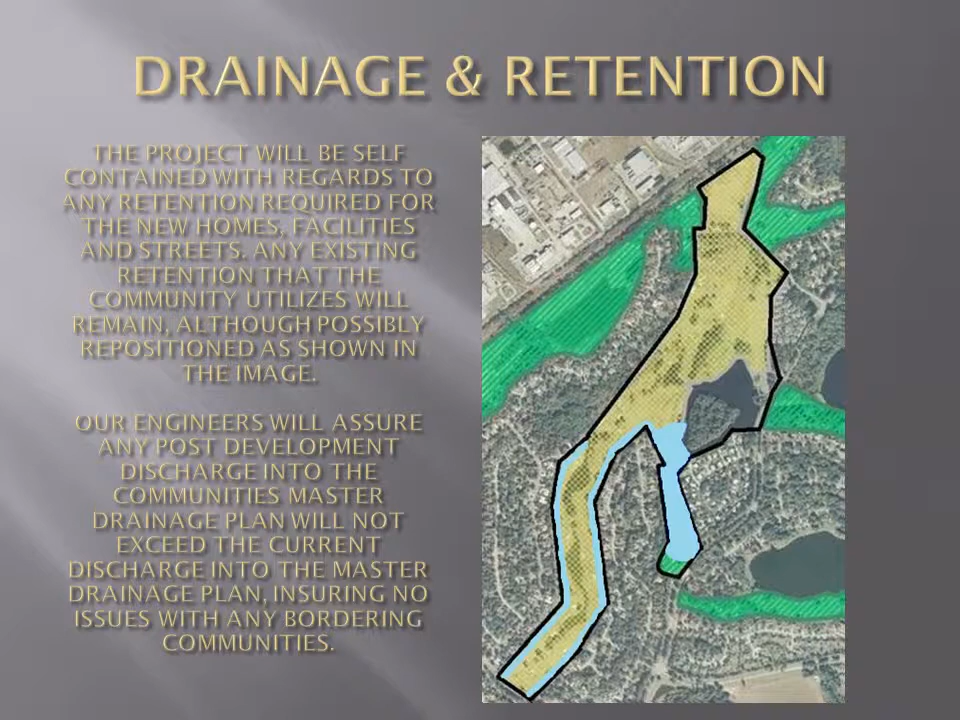 DRAINAGE & RETENTION
THE PROJECT WILL BE SELF
CONTAINED WITH REGARDS TO
ANY RETENTION REQUIRED FOR
THE NEW HOMES, FACILITIES
AND STREETS. ANY EXISTING
RETENTION THAT THE
COMMUNITY UTILIZES WILL
REMAIN, ALTHOUGH POSSIBLY
REPOSITIONED AS SHOWN IN
THE IMAGE.
OUR ENGINEERS WILL ASSURE
ANY POST DEVELOPMENT
DISCHARGE INTO THE
COMMUNITIES MASTER
DRAINAGE PLAN WILL NOT
EXCEED THE CURRENT
DISCHARGE INTO THE MASTER
DRAINAGE PLAN, INSURING NO
ISSUES WITH ANY BORDERING
COMMUNITIES.